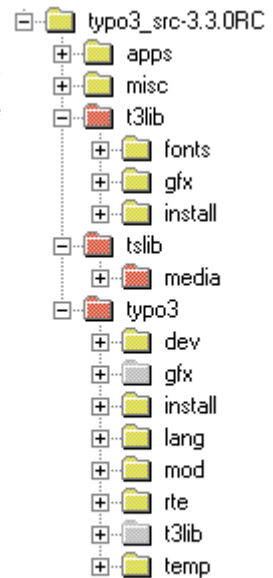 typo3_src-3.3.0RC
apps
misc
t3lib
fonts
gfx
install
tslib
media
typo3
dev
gfx
install
lang
mod
rte
t3lib
temp